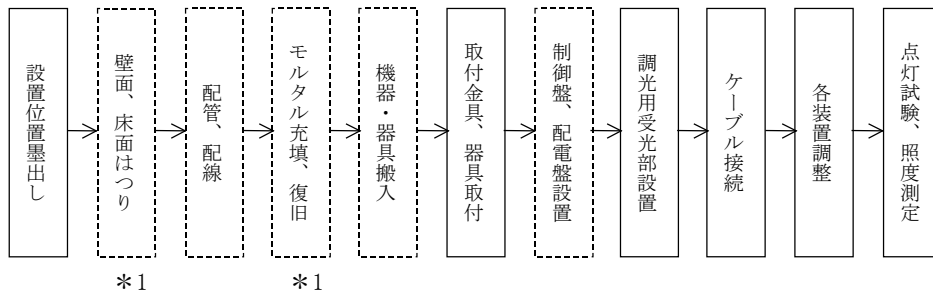 設置位置墨出し
壁面、床面はつり
配管、配線
モルタル充填、復旧
機器・器具搬入
取付金具、器具取付
制御盤、配電盤設置
調光用受光部設置
ケーブル接続
各装置調整
点灯試験、照度測定
＊1
＊1